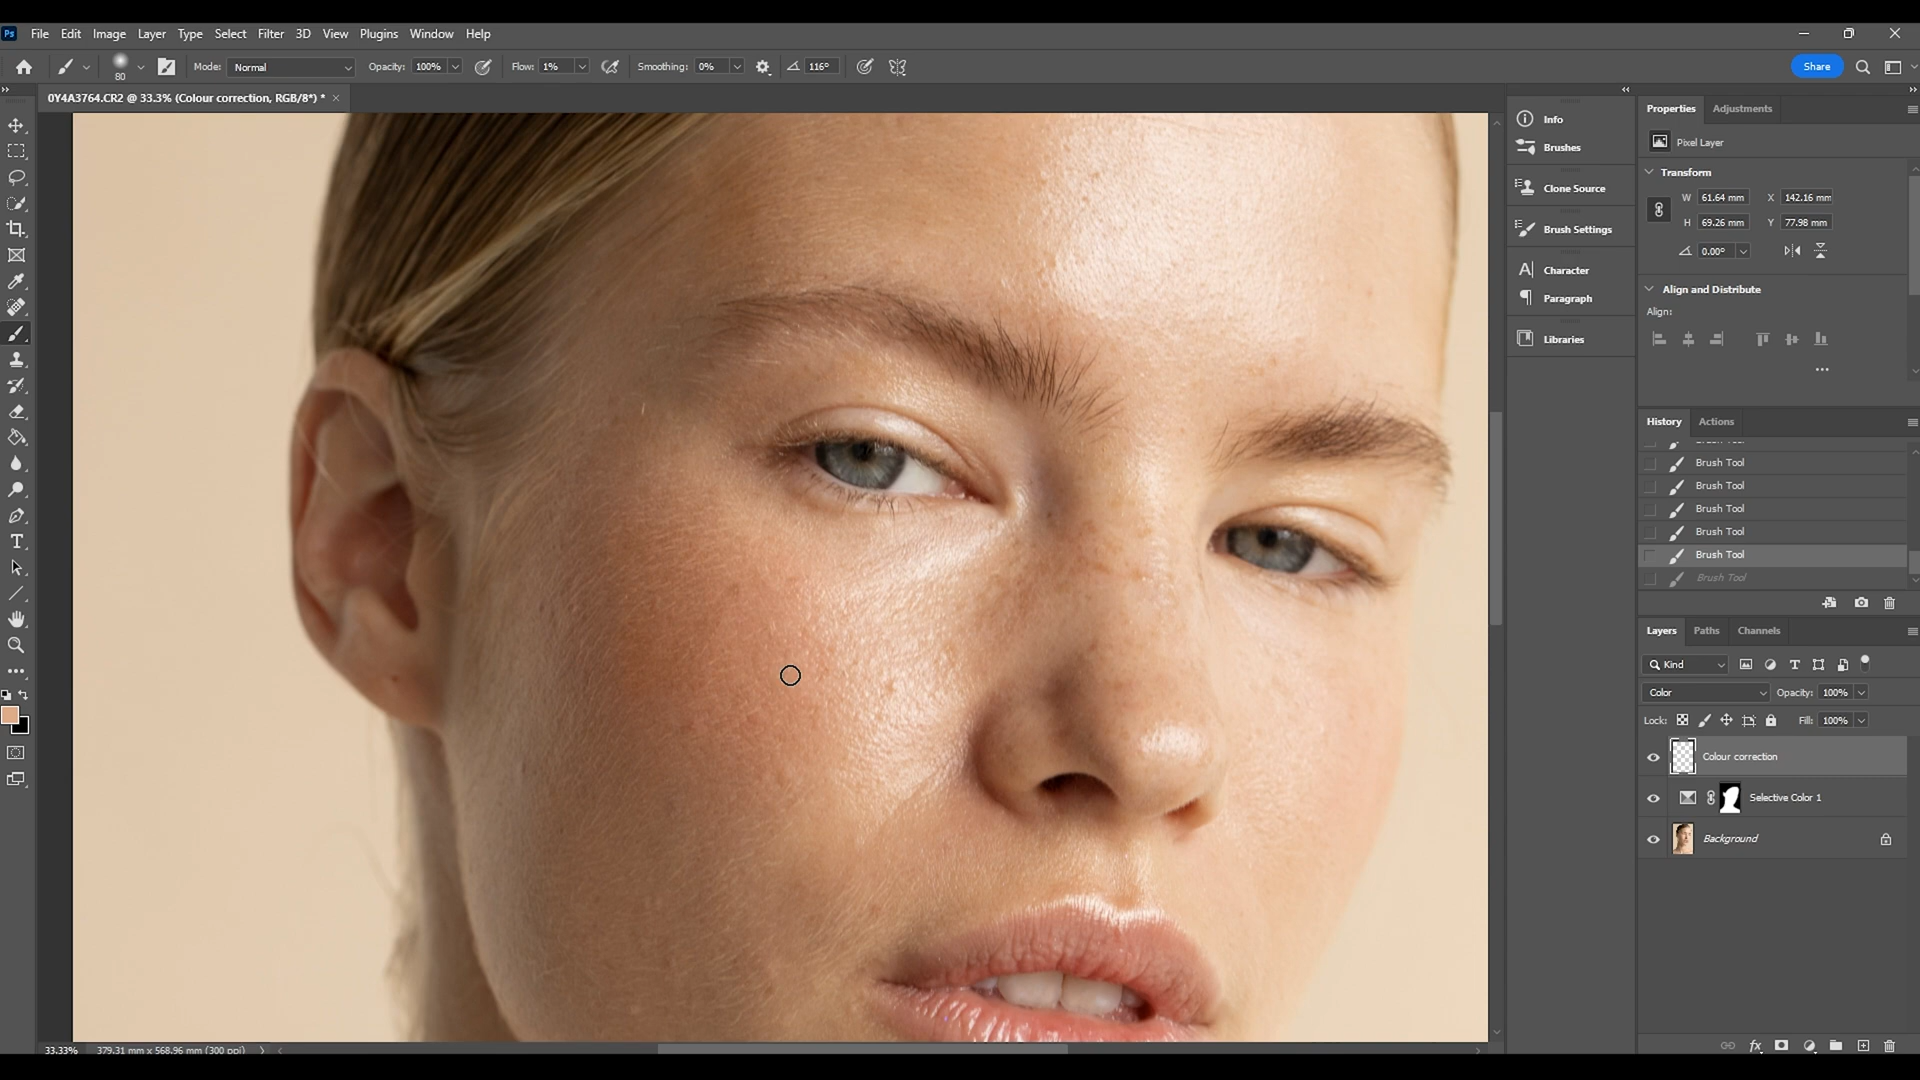 Ps File Edit Image Layer Type Select Filter 3D View Plugins Window Help
80 Mode: Normal Opacity: 100% Flow: 1% Smoothing: 0% 116° Share
0Y4A3764.CR2 @ 33.3% (Colour correction, RGB/8*) * ×
Info
Brushes
Clone Source
Brush Settings
Character
Paragraph
Libraries
Properties Adjustments
Pixel Layer
Transform
W 61.64 mm X 142.16 mm
H 69.26 mm Y 77.98 mm
0.00°
Align and Distribute
Align:
History Actions
Brush Tool
Brush Tool
Brush Tool
Brush Tool
Brush Tool
Brush Tool
Brush Tool
Layers Paths Channels
Kind
Color Opacity: 100%
Lock: Fill: 100%
Colour correction
Selective Color 1
Background
fx
33.33% 379.31 mm x 568.96 mm (300 ppi)